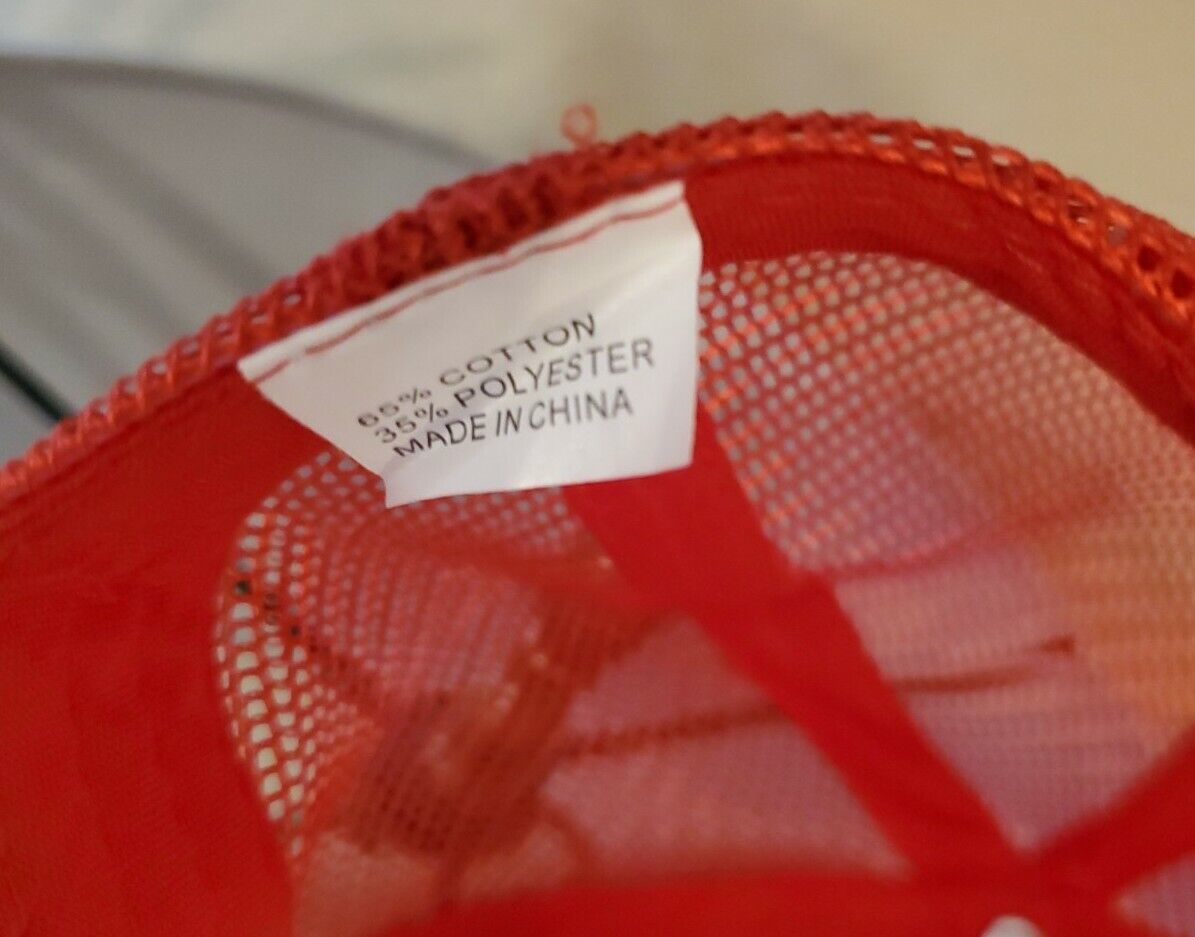 65% COTTON
35% POLYESTER
MADE IN CHINA